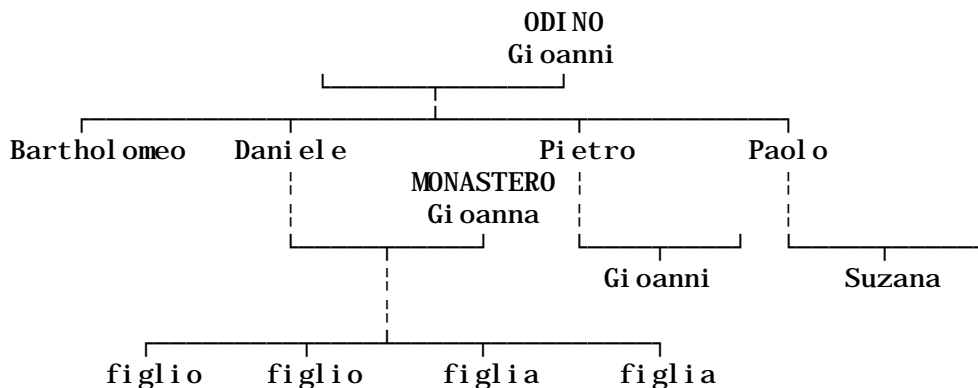 ODINO
Gioanni
Bartholomeo Daniele Pietro Paolo
MONASTERO
Gioanna
Gioanni Suzana
figlio figlio figlia figlia